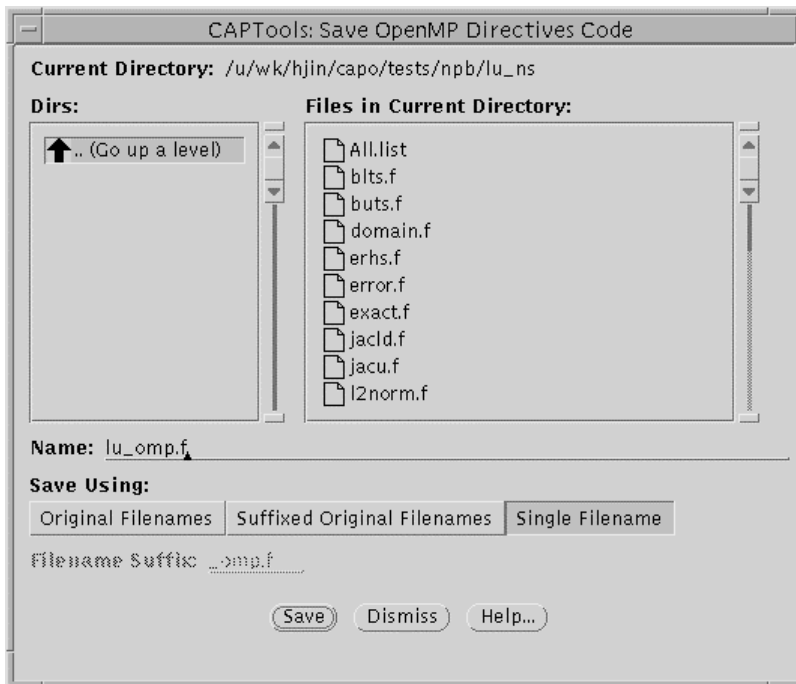 CAPTools: Save OpenMP Directives Code
Current Directory: /u/wk/hjin/capo/tests/npb/lu_ns
Dirs:
Files in Current Directory:
.. (Go up a level)
All.list
blts.f
buts.f
domain.f
erhs.f
error.f
exact.f
jacld.f
jacu.f
l2norm.f
Name: lu_omp.f
Save Using:
Original Filenames Suffixed Original Filenames Single Filename
Filename Suffix: _omp.f
Save Dismiss Help...